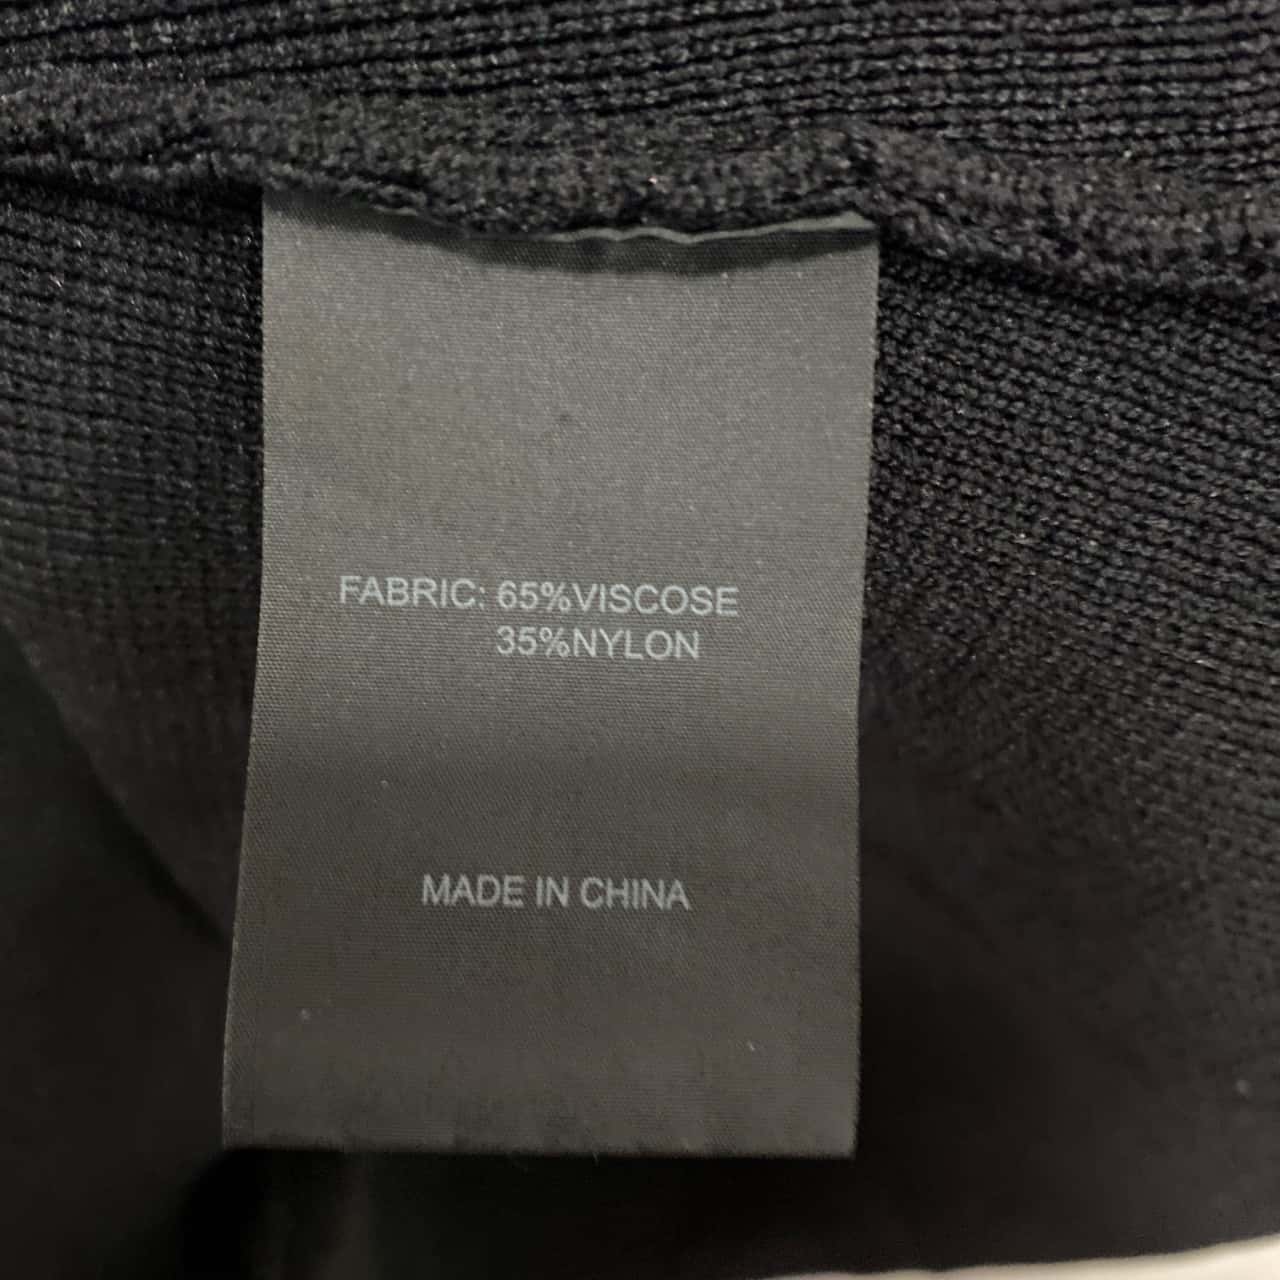 FABRIC: 65%VISCOSE
35%NYLON
MADE IN CHINA